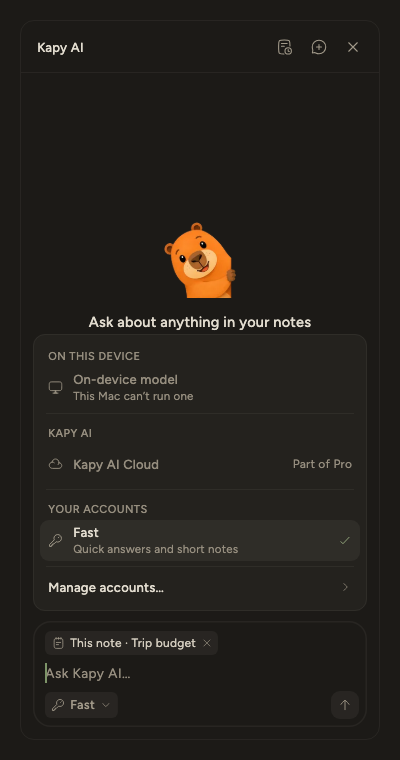 Kapy AI
Ask about anything in your notes
ON THIS DEVICE
On-device model
This Mac can't run one
KAPY AI
Kapy AI Cloud
Part of Pro
YOUR ACCOUNTS
Fast
Quick answers and short notes
Manage accounts...
This note · Trip budget
Ask Kapy AI...
Fast